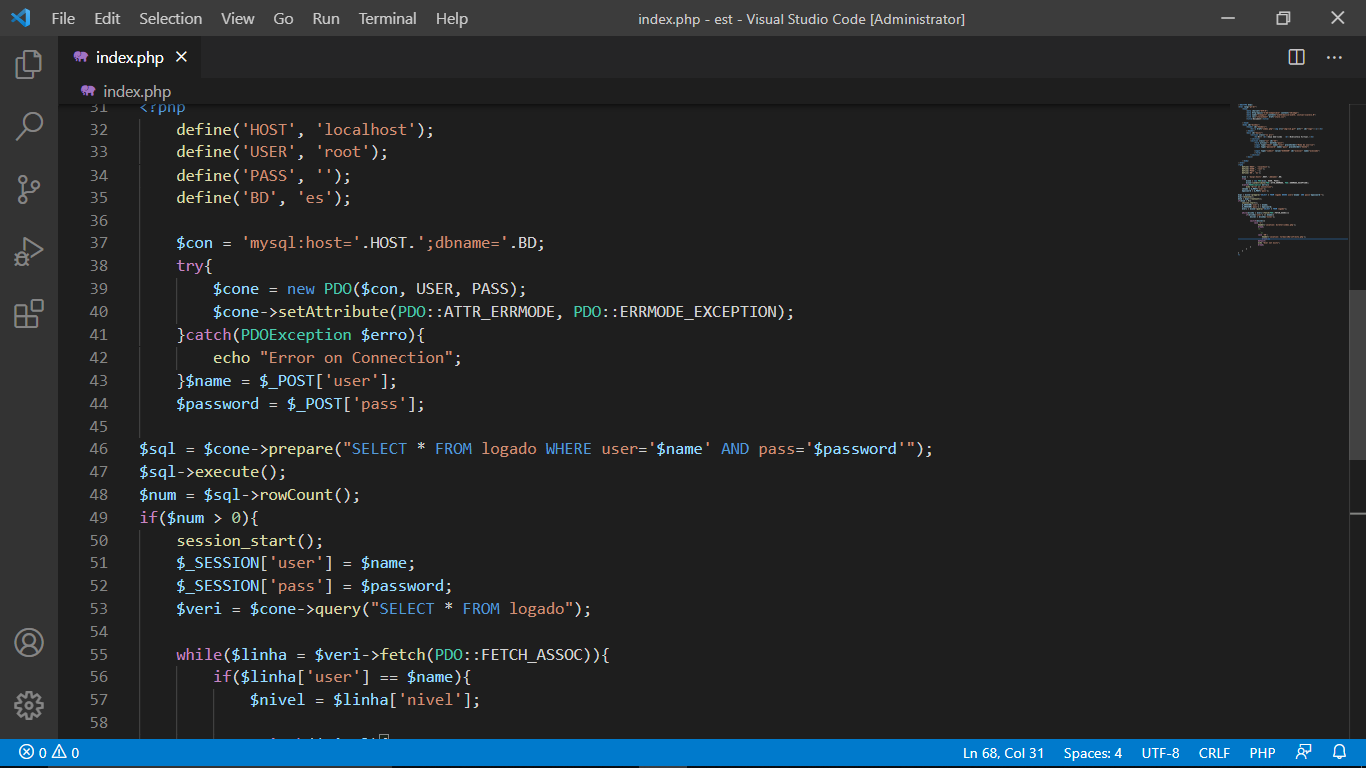 File Edit Selection View Go Run Terminal Help index.php - est - Visual Studio Code [Administrator]
index.php
index.php
31 <?php
32 define('HOST', 'localhost');
33 define('USER', 'root');
34 define('PASS', '');
35 define('BD', 'es');
36
37 $con = 'mysql:host='.HOST.';dbname='.BD;
38 try{
39 $cone = new PDO($con, USER, PASS);
40 $cone->setAttribute(PDO::ATTR_ERRMODE, PDO::ERRMODE_EXCEPTION);
41 }catch(PDOException $erro){
42 echo "Error on Connection";
43 }$name = $_POST['user'];
44 $password = $_POST['pass'];
45
46 $sql = $cone->prepare("SELECT * FROM logado WHERE user='$name' AND pass='$password'");
47 $sql->execute();
48 $num = $sql->rowCount();
49 if($num > 0){
50 session_start();
51 $_SESSION['user'] = $name;
52 $_SESSION['pass'] = $password;
53 $veri = $cone->query("SELECT * FROM logado");
54
55 while($linha = $veri->fetch(PDO::FETCH_ASSOC)){
56 if($linha['user'] == $name){
57 $nivel = $linha['nivel'];
58
0 0 Ln 68, Col 31 Spaces: 4 UTF-8 CRLF PHP